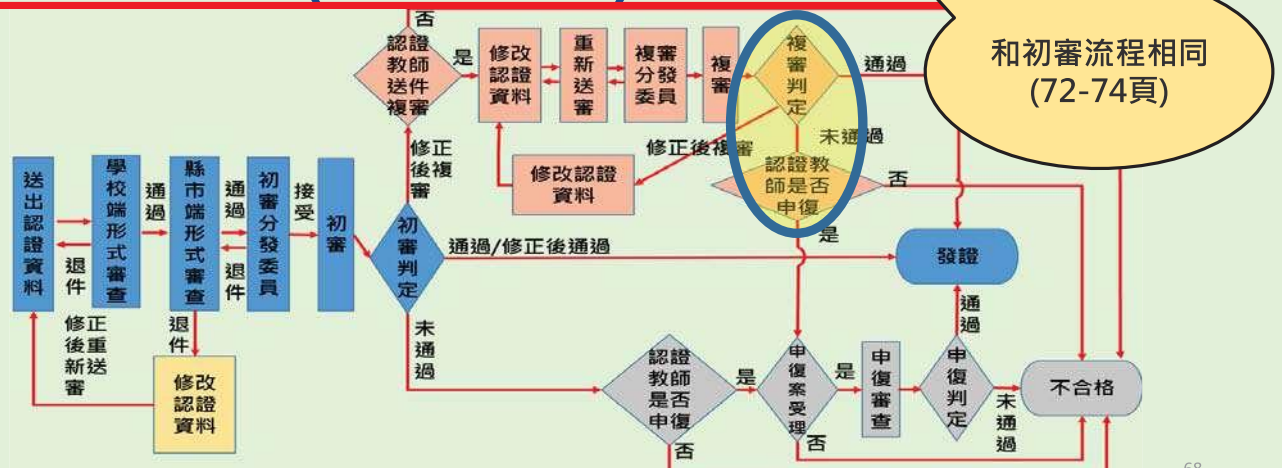 否
認證
教師
送件
複審
是
修改
認證
資料
重新送審
複審
分發
委員
複審
複審判定
通過
和初審流程相同
(72-74頁)
未通過
修正後複審
修改認證
資料
認證教
師是否
申復
否
是
修正
後複
審
送出認證資料
學校端形式審查
通過
退件
縣市端形式審查
通過
退件
初審分發委員
接受
初審
初審判定
通過/修正後通過
發證
修正
後重
新送
審
退件
修改
認證
資料
未通過
認證
教師
是否
申復
是
否
申復案受理
是
否
申復審查
申復判定
通過
未通過
不合格
68